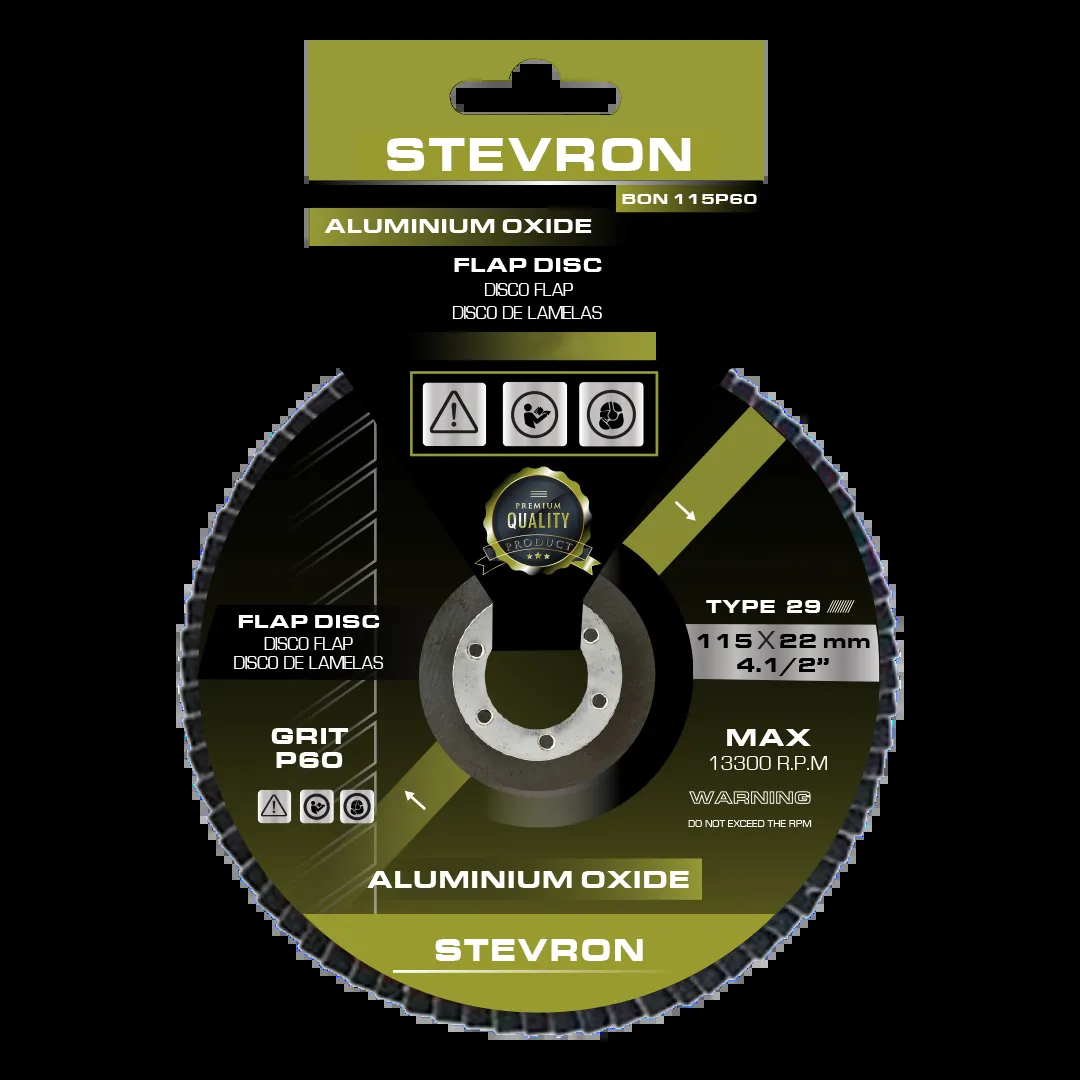 STEVRON
BON 115P60
ALUMINIUM OXIDE
FLAP DISC
DISCO FLAP
DISCO DE LAMELAS
PREMIUM
QUALITY
PRODUCT
FLAP DISC
DISCO FLAP
DISCO DE LAMELAS
GRIT
P60
TYPE 29
115X22 mm
4.1/2”
MAX
13300 R.P.M
WARNING
DO NOT EXCEED THE RPM
ALUMINIUM OXIDE
STEVRON